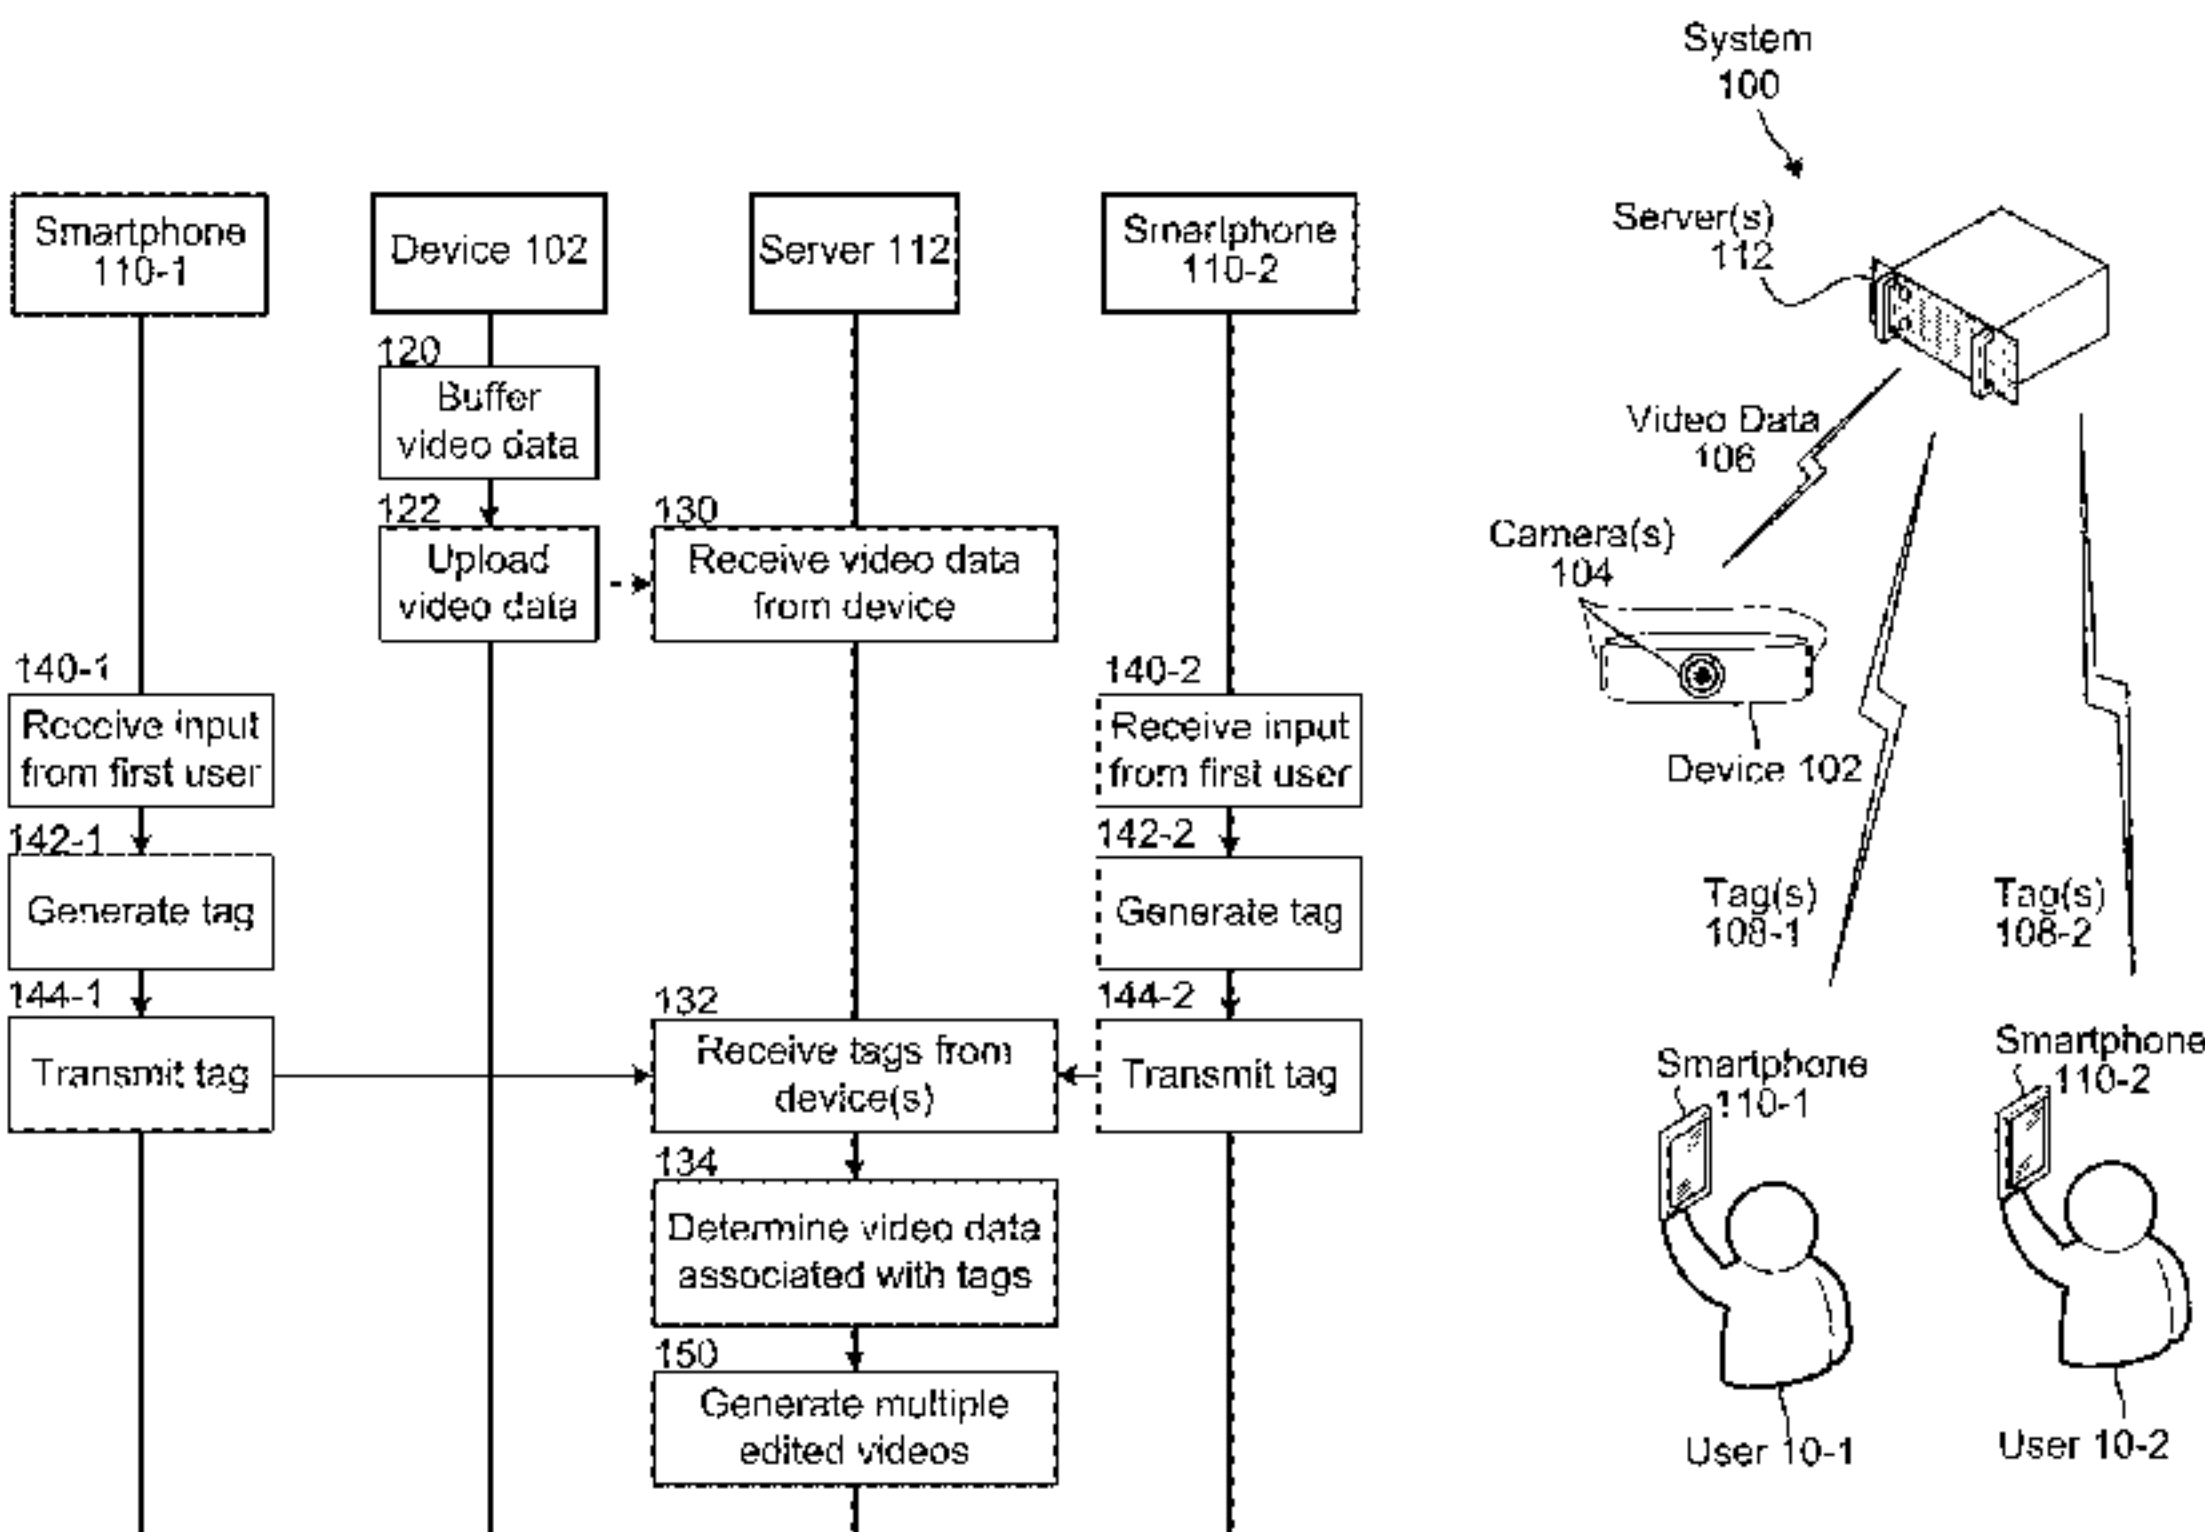 System
100
Smartphone
110-1
Device 102
Server 112
Smartphone
110-2
Server(s)
112
120
Buffer
video data
Video Data
106
122
Upload
video data
130
Receive video data
from device
Camera(s)
104
Device 102
140-1
Receive input
from first user
140-2
Receive input
from first user
142-1
Generate tag
142-2
Generate tag
Tag(s)
108-1
Tag(s)
108-2
144-1
Transmit tag
132
Receive tags from
device(s)
144-2
Transmit tag
Smartphone
110-1
Smartphone
110-2
134
Determine video data
associated with tags
150
Generate multiple
edited videos
User 10-1
User 10-2